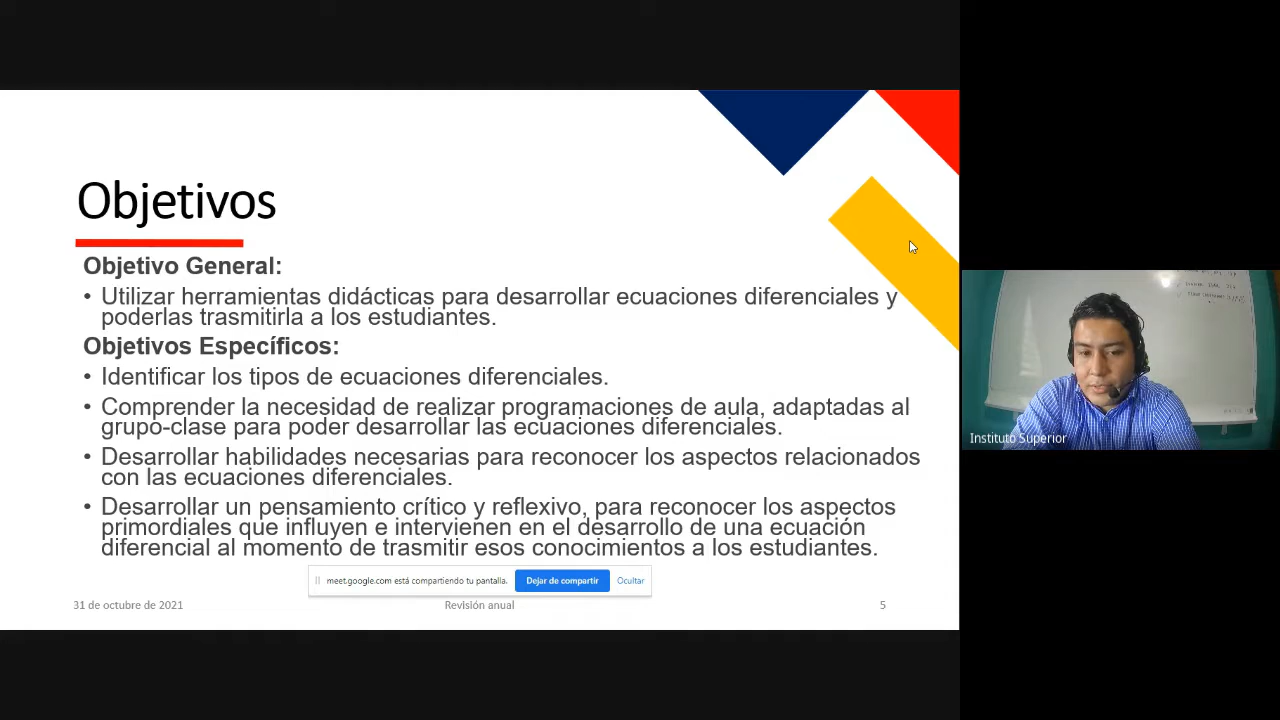 Objetivos
Objetivo General:
• Utilizar herramientas didácticas para desarrollar ecuaciones diferenciales y
poderlas trasmitirla a los estudiantes.
Objetivos Específicos:
• Identificar los tipos de ecuaciones diferenciales.
• Comprender la necesidad de realizar programaciones de aula, adaptadas al
grupo-clase para poder desarrollar las ecuaciones diferenciales.
• Desarrollar habilidades necesarias para reconocer los aspectos relacionados
con las ecuaciones diferenciales.
• Desarrollar un pensamiento crítico y reflexivo, para reconocer los aspectos
primordiales que influyen e intervienen en el desarrollo de una ecuación
diferencial al momento de trasmitir esos conocimientos a los estudiantes.
meet.google.com está compartiendo tu pantalla. Dejar de compartir Ocultar
31 de octubre de 2021 Revisión anual 5
Instituto Superior